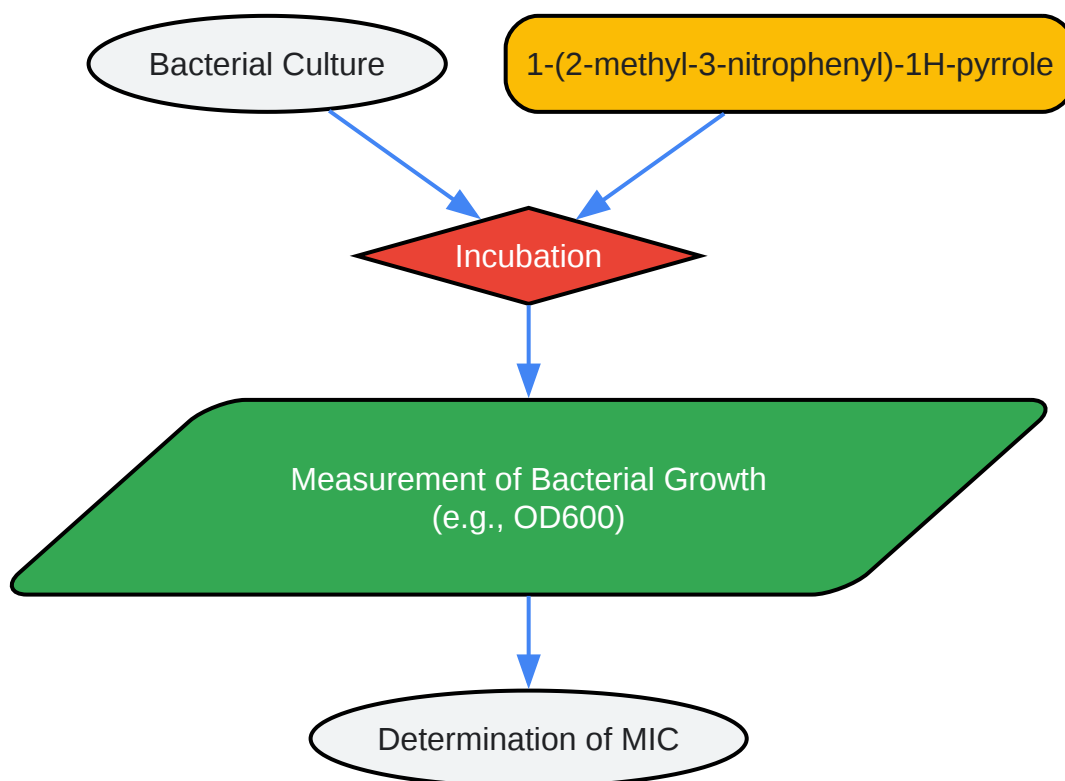 Bacterial Culture
1-(2-methyl-3-nitrophenyl)-1H-pyrrole
Incubation
Measurement of Bacterial Growth
(e.g., OD600)
Determination of MIC